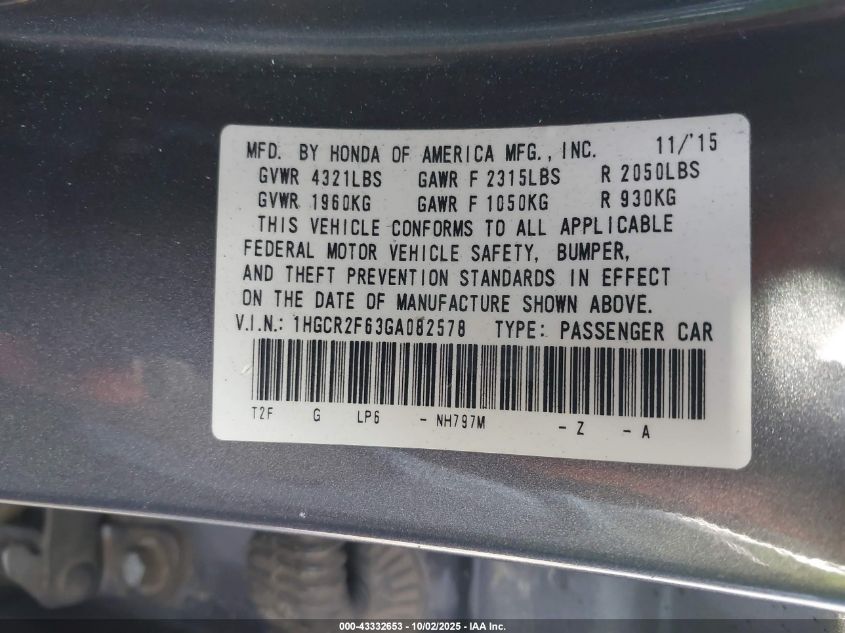 MFD. BY HONDA OF AMERICA MFG., INC. 11/'15
GVWR 4321LBS GAWR F 2315LBS R 2050LBS
GVWR 1960KG GAWR F 1050KG R 930KG
THIS VEHICLE CONFORMS TO ALL APPLICABLE
FEDERAL MOTOR VEHICLE SAFETY, BUMPER,
AND THEFT PREVENTION STANDARDS IN EFFECT
ON THE DATE OF MANUFACTURE SHOWN ABOVE.
V.I.N.: 1HGCR2F63GA082578 TYPE: PASSENGER CAR
T2F G LP6 - NH797M - Z - A
000-43332653 | 10/02/2025 | IAA Inc.